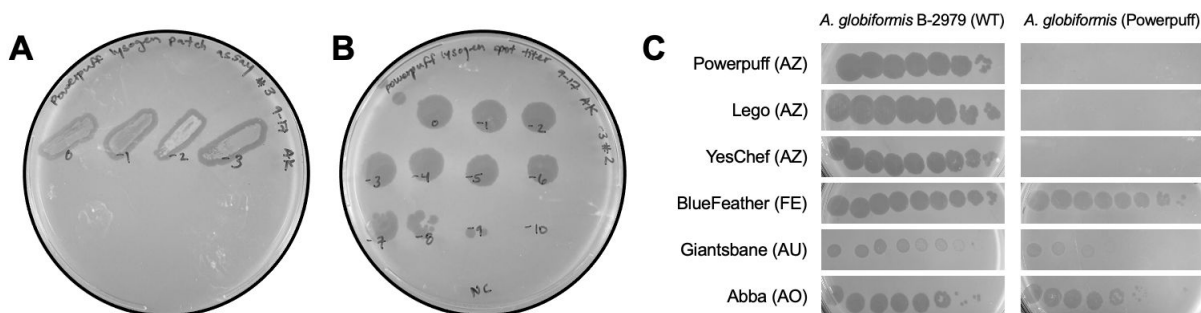 A
Powerpuff lysogen patch assay #3 9-17 AK
0 -1 -2 -3
B
powerpuff lysogen spot titer 9-17 AK #2
0 -1 -2
-3 -4 -5 -6
-7 -8 -9 -10
NC
C
A. globiformis B-2979 (WT) A. globiformis (Powerpuff)
Powerpuff (AZ)
Lego (AZ)
YesChef (AZ)
BlueFeather (FE)
Giantsbane (AU)
Abba (AO)